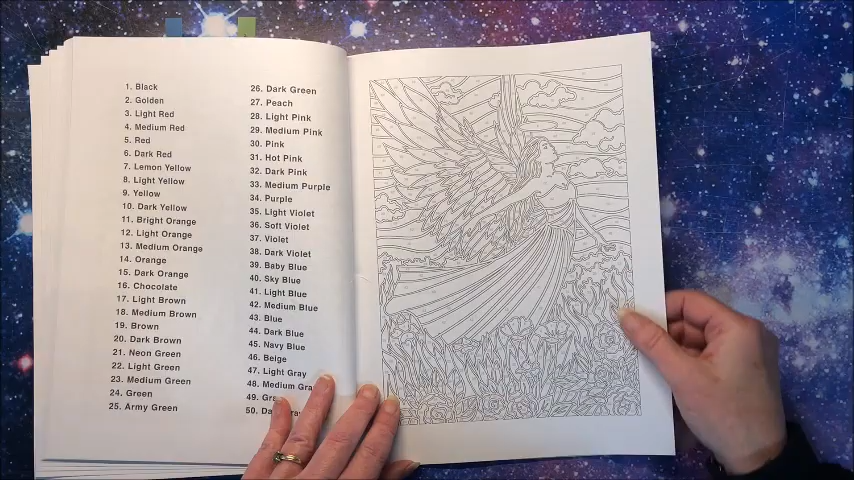 1. Black
2. Golden
3. Light Red
4. Medium Red
5. Red
6. Dark Red
7. Lemon Yellow
8. Light Yellow
9. Yellow
10. Dark Yellow
11. Bright Orange
12. Light Orange
13. Medium Orange
14. Orange
15. Dark Orange
16. Chocolate
17. Light Brown
18. Medium Brown
19. Brown
20. Dark Brown
21. Neon Green
22. Light Green
23. Medium Green
24. Green
25. Army Green
26. Dark Green
27. Peach
28. Light Pink
29. Medium Pink
30. Pink
31. Hot Pink
32. Dark Pink
33. Medium Purple
34. Purple
35. Light Violet
36. Soft Violet
37. Violet
38. Dark Violet
39. Baby Blue
40. Sky Blue
41. Light Blue
42. Medium Blue
43. Blue
44. Dark Blue
45. Navy Blue
46. Beige
47. Light Gray
48. Medium Gra
49. Gra
50. Da